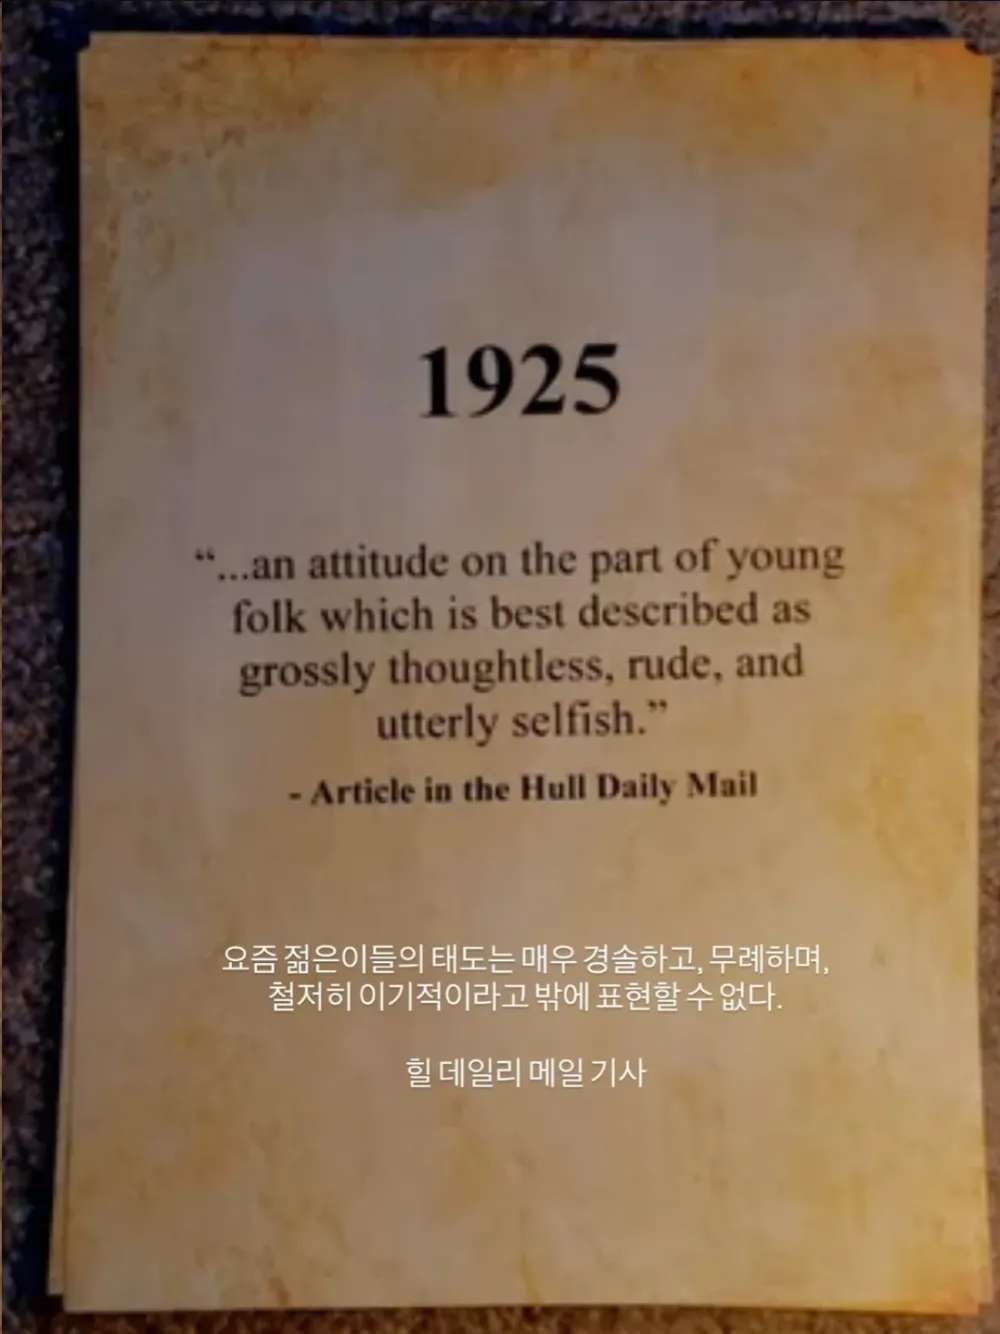 1925
“...an attitude on the part of young
folk which is best described as
grossly thoughtless, rude, and
utterly selfish.”
- Article in the Hull Daily Mail
요즘 젊은이들의 태도는 매우 경솔하고, 무례하며,
철저히 이기적이라고 밖에 표현할 수 없다.
힐 데일리 메일 기사